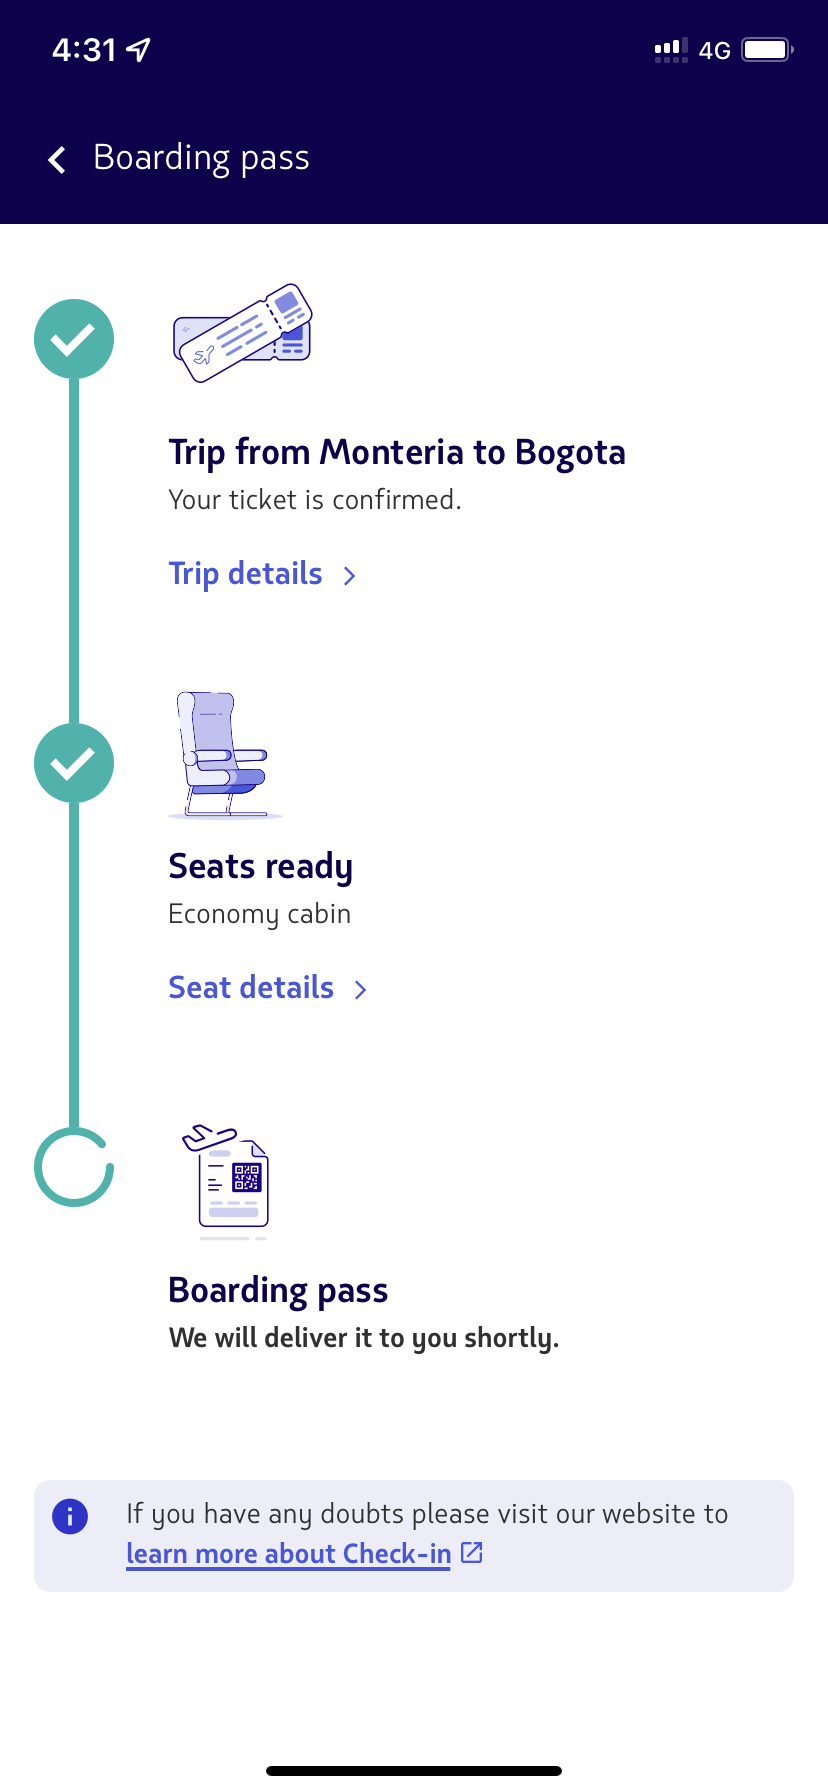 4:31
4G
Boarding pass
Trip from Monteria to Bogota
Your ticket is confirmed.
Trip details
Seats ready
Economy cabin
Seat details
Boarding pass
We will deliver it to you shortly.
If you have any doubts please visit our website to
learn more about Check-in